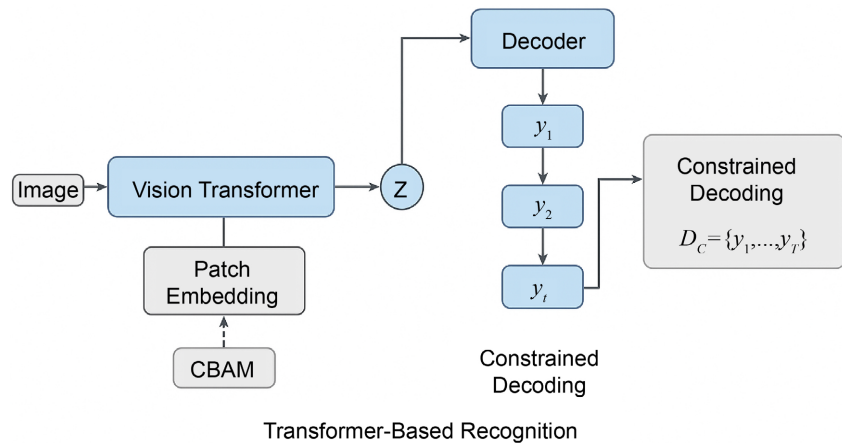 Decoder
y1
Image
Vision Transformer
Z
Constrained
Decoding
y2
DC={y1,...,yT}
Patch
Embedding
yt
CBAM
Constrained
Decoding
Transformer-Based Recognition